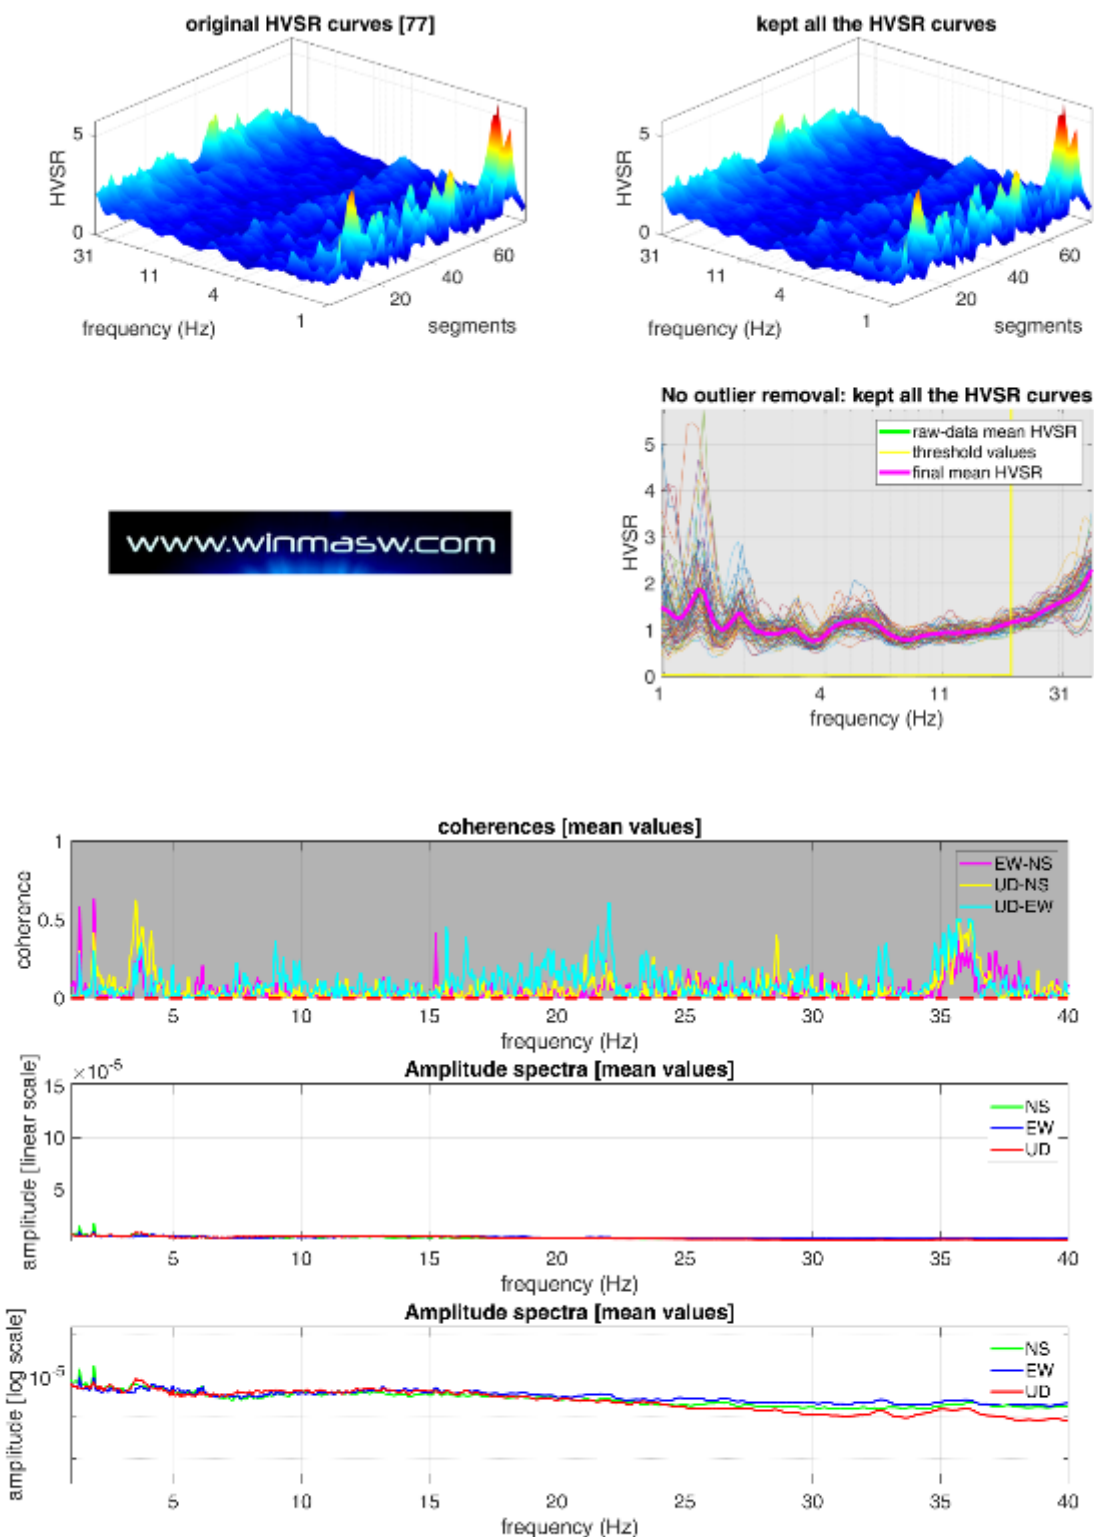 original HVSR curves [77]
kept all the HVSR curves
HVSR
5
0
31
11
4
1
20
40
60
frequency (Hz)
segments
HVSR
5
0
31
11
4
1
20
40
60
frequency (Hz)
segments
www.winmasw.com
No outlier removal: kept all the HVSR curves
raw-data mean HVSR
threshold values
final mean HVSR
HVSR
5
4
3
2
1
0
1
4
11
31
frequency (Hz)
coherences [mean values]
EW-NS
UD-NS
UD-EW
coherence
1
0.5
0
5
10
15
20
25
30
35
40
frequency (Hz)
Amplitude spectra [mean values]
×10-5
NS
EW
UD
amplitude [linear scale]
15
10
5
5
10
15
20
25
30
35
40
frequency (Hz)
Amplitude spectra [mean values]
NS
EW
UD
amplitude [log scale]
10-5
5
10
15
20
25
30
35
40
frequency (Hz)